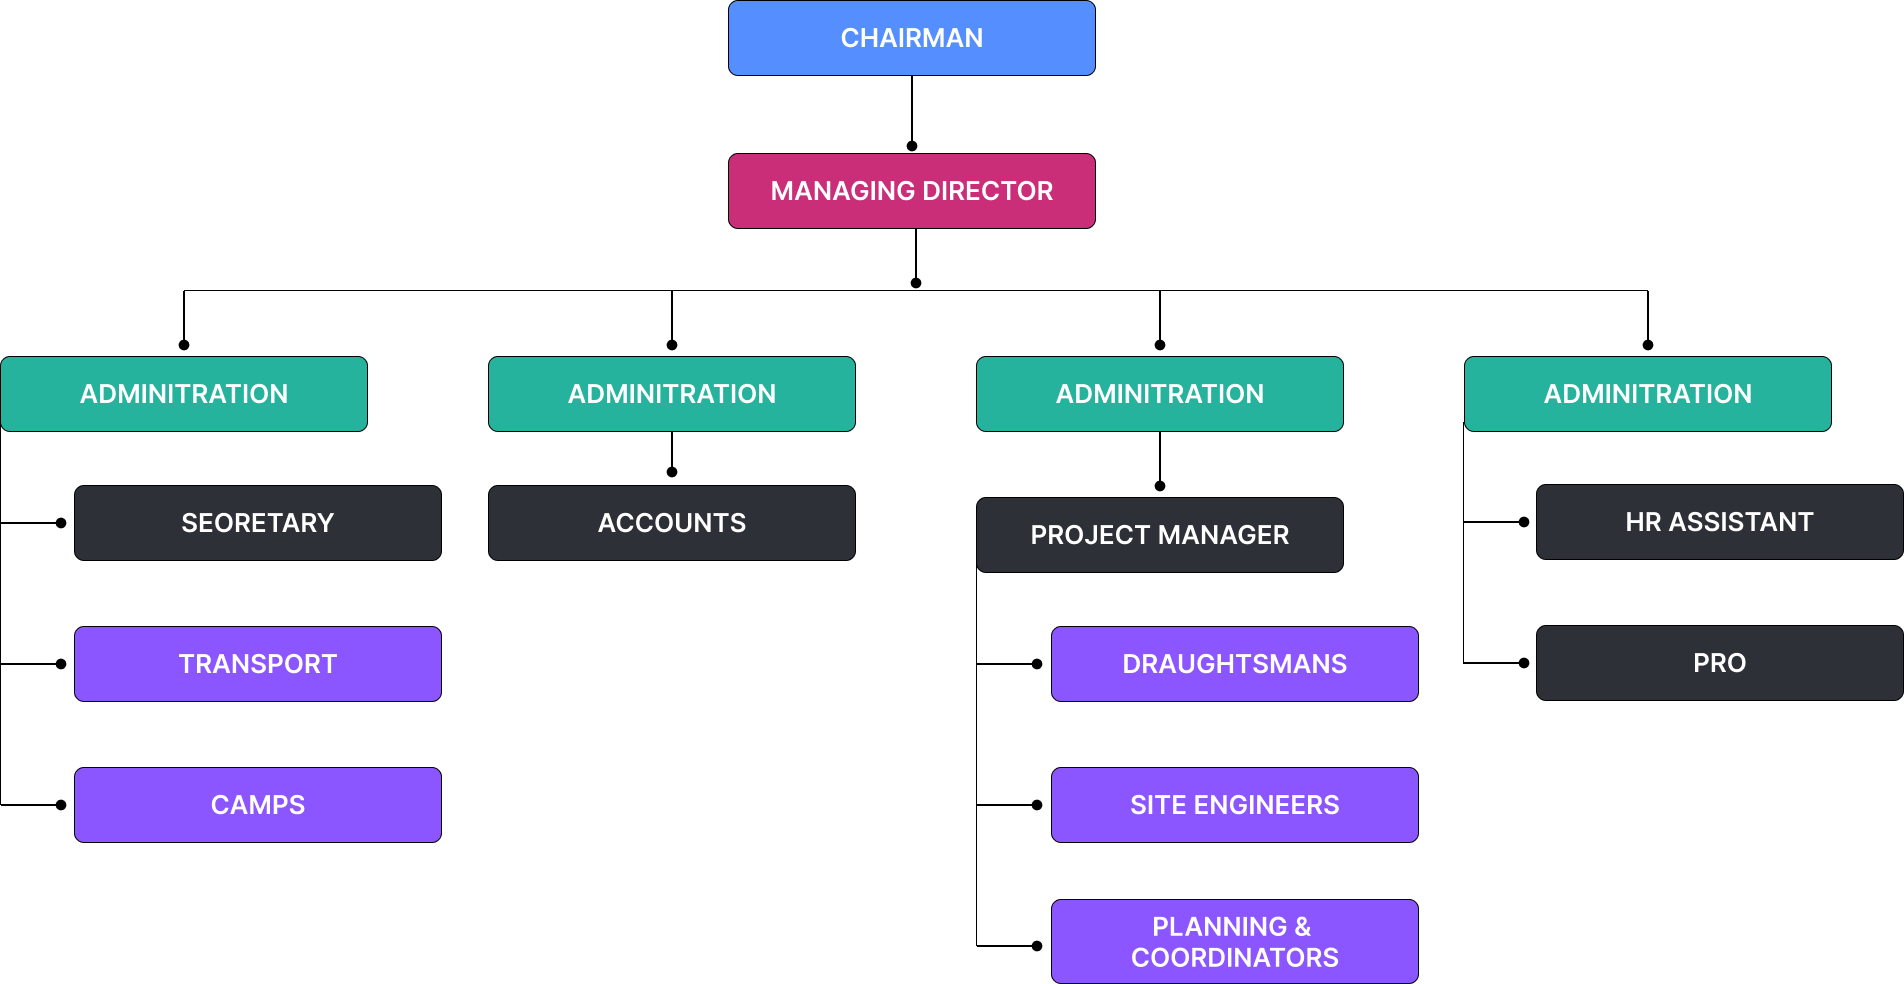 CHAIRMAN
MANAGING DIRECTOR
ADMINITRATION
ADMINITRATION
ADMINITRATION
ADMINITRATION
SEORETARY
TRANSPORT
CAMPS
ACCOUNTS
PROJECT MANAGER
DRAUGHTSMANS
SITE ENGINEERS
PLANNING &
COORDINATORS
HR ASSISTANT
PRO